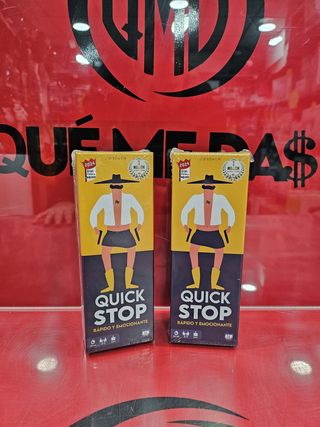 QMD
QUÉ ME DA$
QUICK
STOP
RÁPIDO Y EMOCIONANTE
QUICK
STOP
RÁPIDO Y EMOCIONANTE